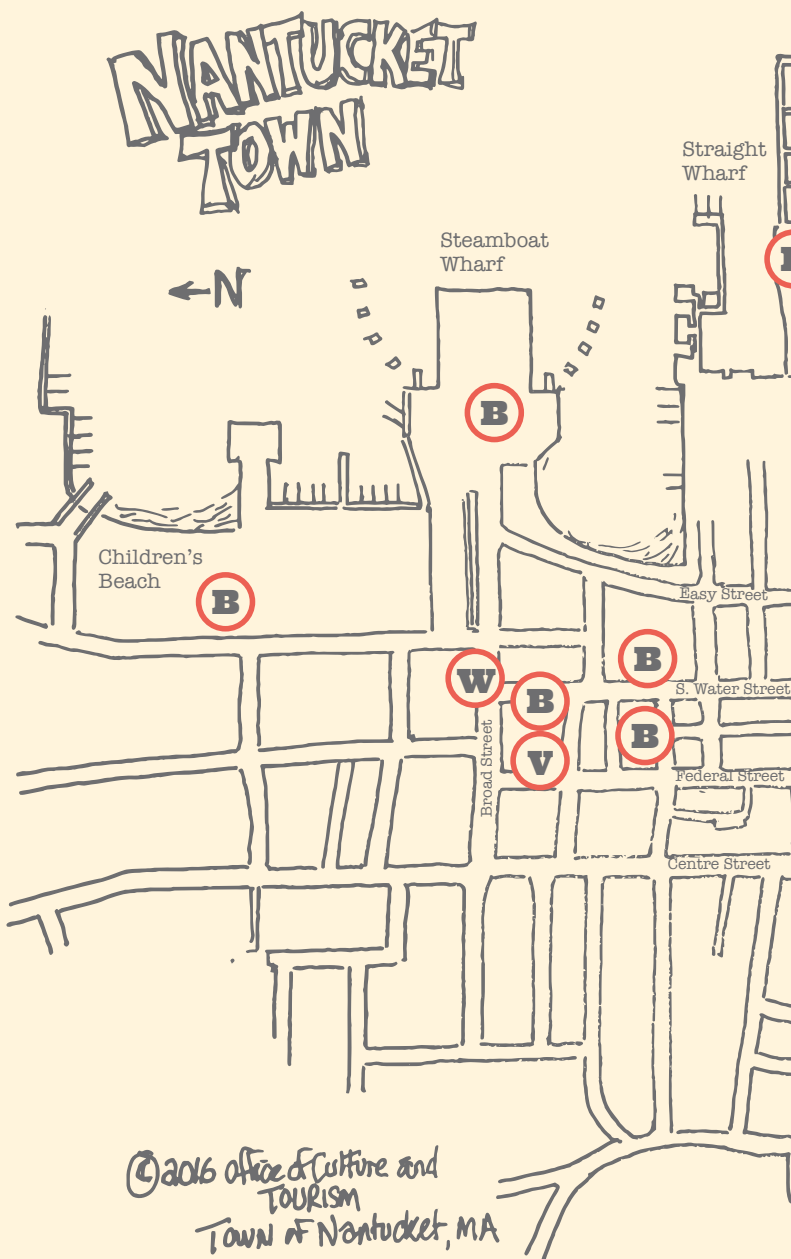 NANTUCKET
TOWN
Straight
Wharf
Steamboat
Wharf
N
B
B
Children's
Beach
B
Easy Street
B
W
S. Water Street
B
B
V
Broad Street
Federal Street
Centre Street
©2016 Office of Culture and
TOURISM
TOWN of Nantucket, MA